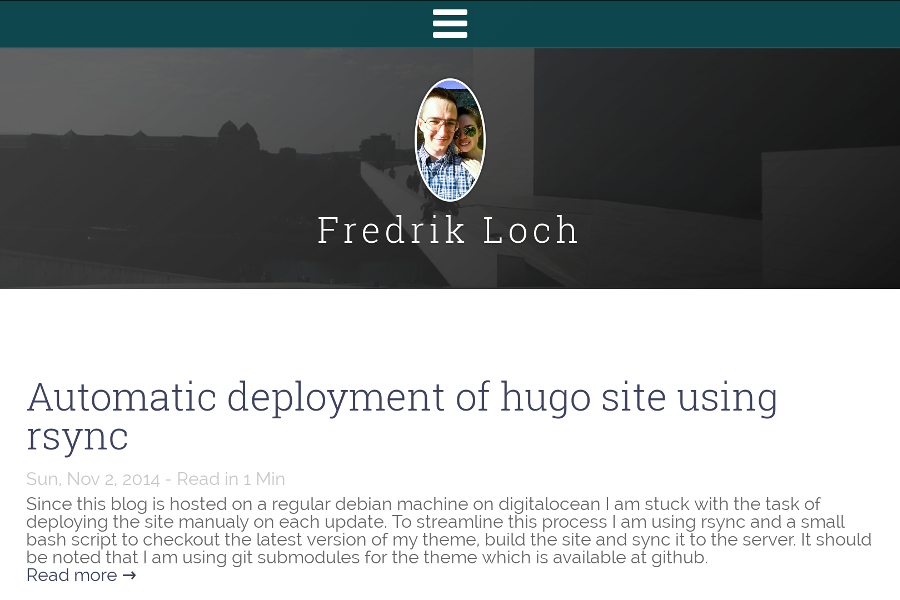 Fredrik Loch
Automatic deployment of hugo site using
rsync
Sun, Nov 2, 2014 - Read in 1 Min
Since this blog is hosted on a regular debian machine on digitalocean I am stuck with the task of
deploying the site manualy on each update. To streamline this process I am using rsync and a small
bash script to checkout the latest version of my theme, build the site and sync it to the server. It should
be noted that I am using git submodules for the theme which is available at github.
Read more →